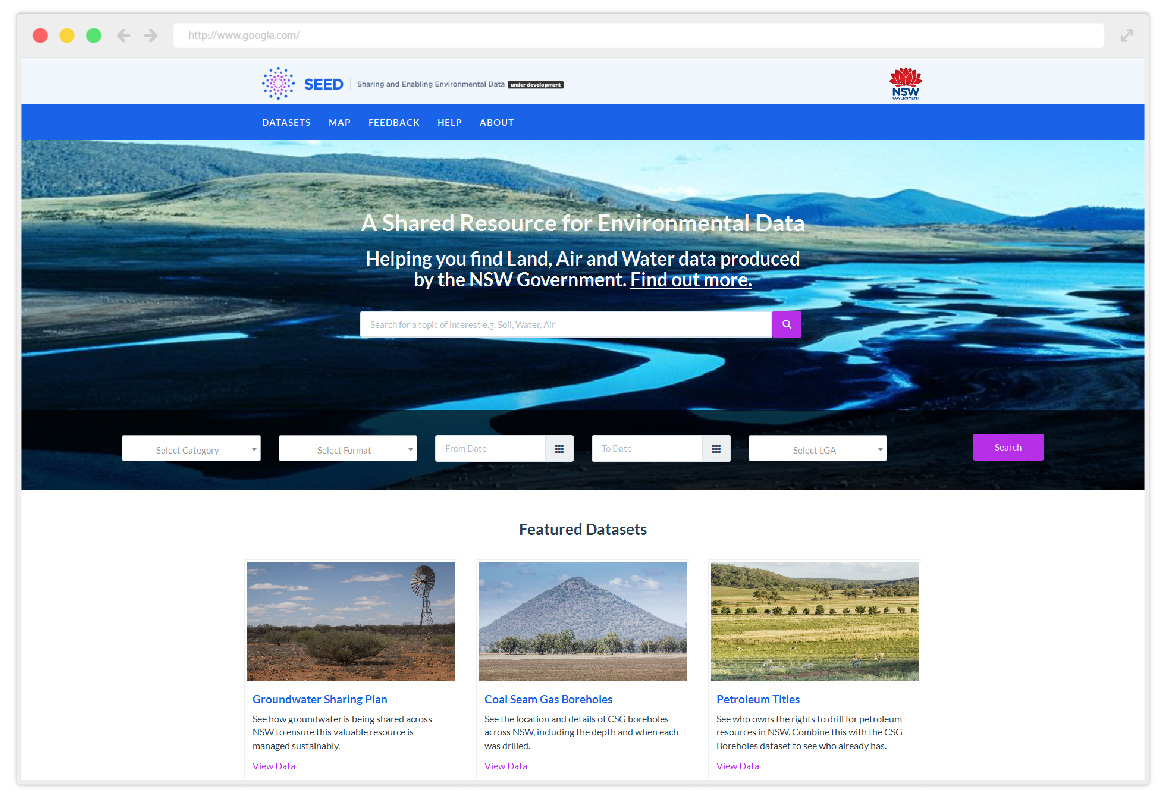 http://www.google.com/
SEED
Sharing and Enabling Environmental Data under development
NSW
DATASETS MAP FEEDBACK HELP ABOUT
A Shared Resource for Environmental Data
Helping you find Land, Air and Water data produced
by the NSW Government. Find out more.
Search for a topic of interest e.g. Soil, Water, Air
Select Category Select Format From Date To Date Select LGA Search
Featured Datasets
Groundwater Sharing Plan
See how groundwater is being shared across
NSW to ensure this valuable resource is
managed sustainably.
View Data
Coal Seam Gas Boreholes
See the location and details of CSG boreholes
across NSW, including the depth and when each
was drilled.
View Data
Petroleum Titles
See who owns the rights to drill for petroleum
resources in NSW. Combine this with the CSG
Boreholes dataset to see who already has.
View Data